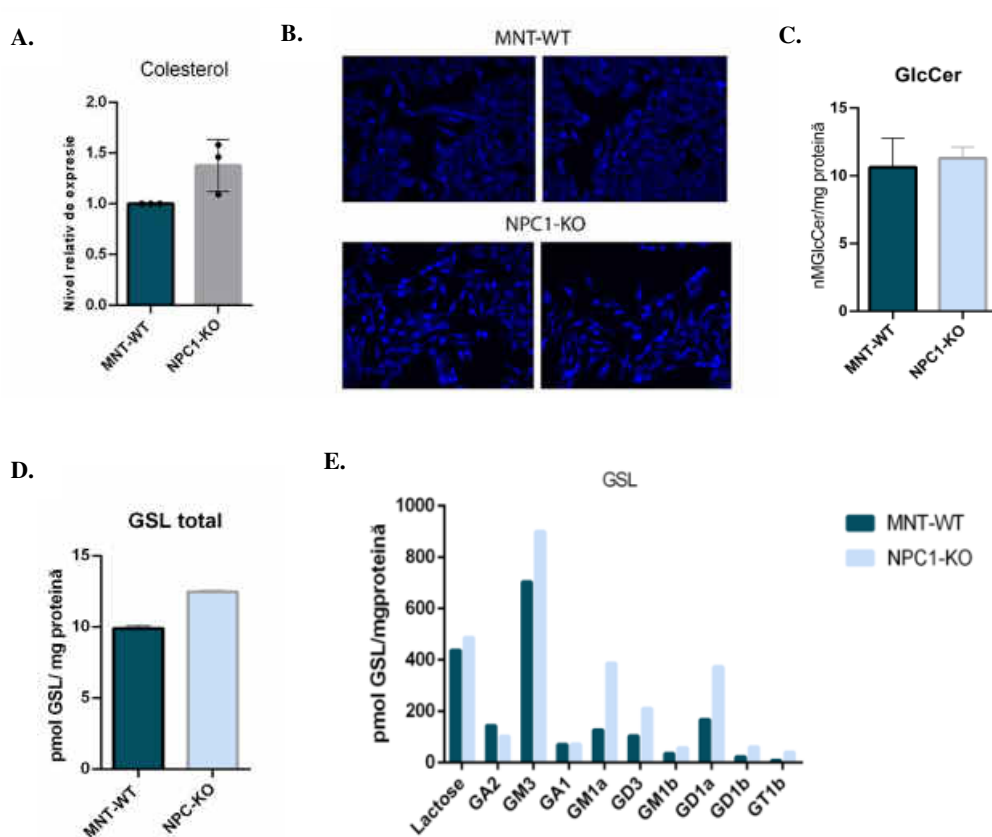 A.
Colesterol
Nivel relativ de expresie
2.0
1.5
1.0
0.5
0.0
MNT-WT
NPC1-KO
B.
MNT-WT
NPC1-KO
C.
GlcCer
nMGlcCer/mg proteină
15
10
5
0
MNT-WT
NPC1-KO
D.
GSL total
pmol GSL/ mg proteină
15
10
5
0
MNT-WT
NPC-KO
E.
GSL
pmol GSL/mgproteină
1000
800
600
400
200
0
Lactose
GA2
GM3
GA1
GM1a
GD3
GM1b
GD1a
GD1b
GT1b
MNT-WT
NPC1-KO